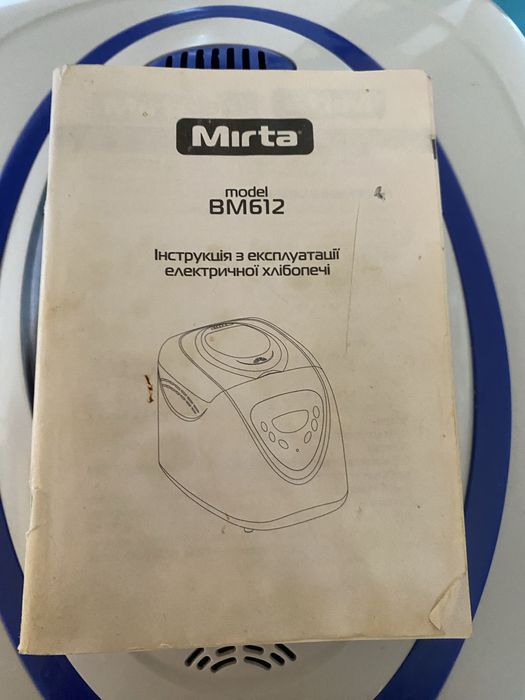 Mirta
model
BM612
Інструкція з експлуатації
електричної хлібопечі